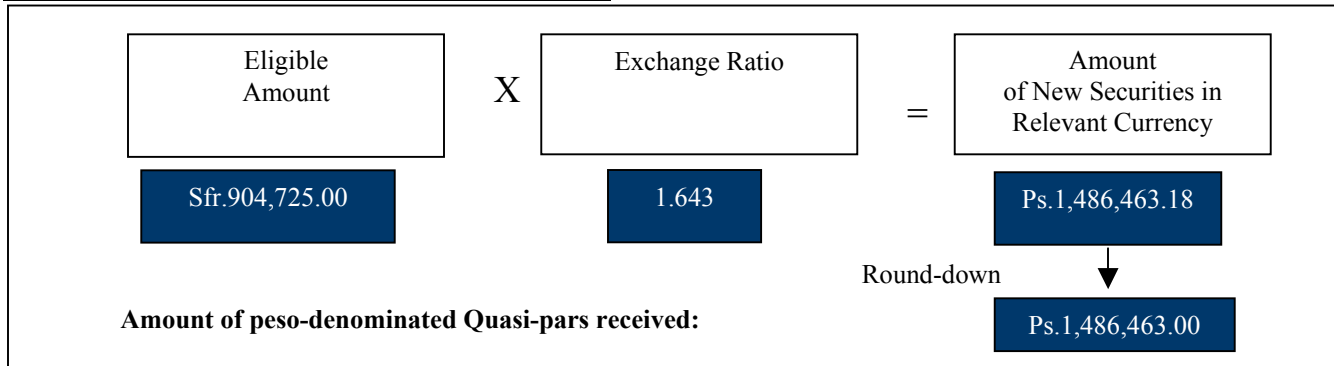 Eligible
Amount
X
Exchange Ratio
=
Amount
of New Securities in
Relevant Currency
Sfr.904,725.00
1.643
Ps.1,486,463.18
Round-down
Amount of peso-denominated Quasi-pars received:
Ps.1,486,463.00